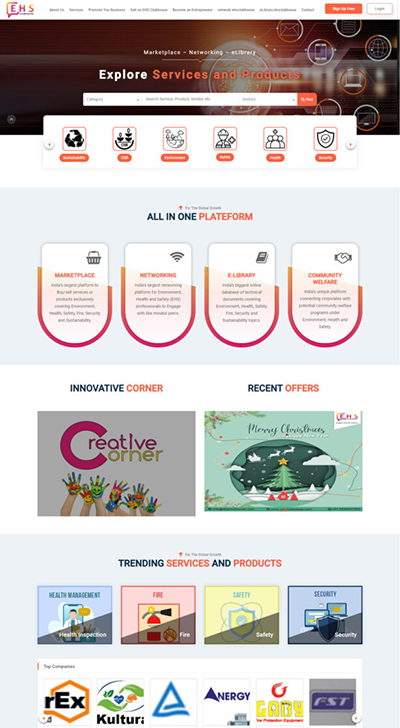 EHS
About Us Services Promote You Business Sell on EHS Clubhouse Become an Entrepreneur network.ehsclubhouse eLibrary.ehsclubhouse Contact Sign Up Free Login
Marketplace – Networking – eLibrary
Explore Services and Products
Category Search Service, Product, Vendor etc. District Find
Sustainability CSR Environment Safety Health Security
For The Global Growth
ALL IN ONE PLATEFORM
MARKETPLACE
India's largest platform to
Buy/sell services or
products exclusively
covering Environment,
Health, Safety, Fire, Security
and Sustainability
NETWORKING
India's largest networking
platform for Environment,
Health and Safety (EHS)
professionals to Engage
with like minded peers.
E-LIBRARY
India's biggest online
database of technical
documents covering
Environment, Health,
Safety, Fire, Security and
Sustainability topics
COMMUNITY
WELFARE
India's unique platform
connecting corporates with
potential community welfare
programs under
Environment, Health and
Safety.
INNOVATIVE CORNER
RECENT OFFERS
Creative
Corner
EHS
Merry Christmas
For The Global Growth
TRENDING SERVICES AND PRODUCTS
HEALTH MANAGEMENT
Health Inspection
FIRE
Fire
SAFETY
Safety
SECURITY
Security
Top Companies
rEx
Kultura
ANERGY
GADY
Fire Protection Equipment
FST